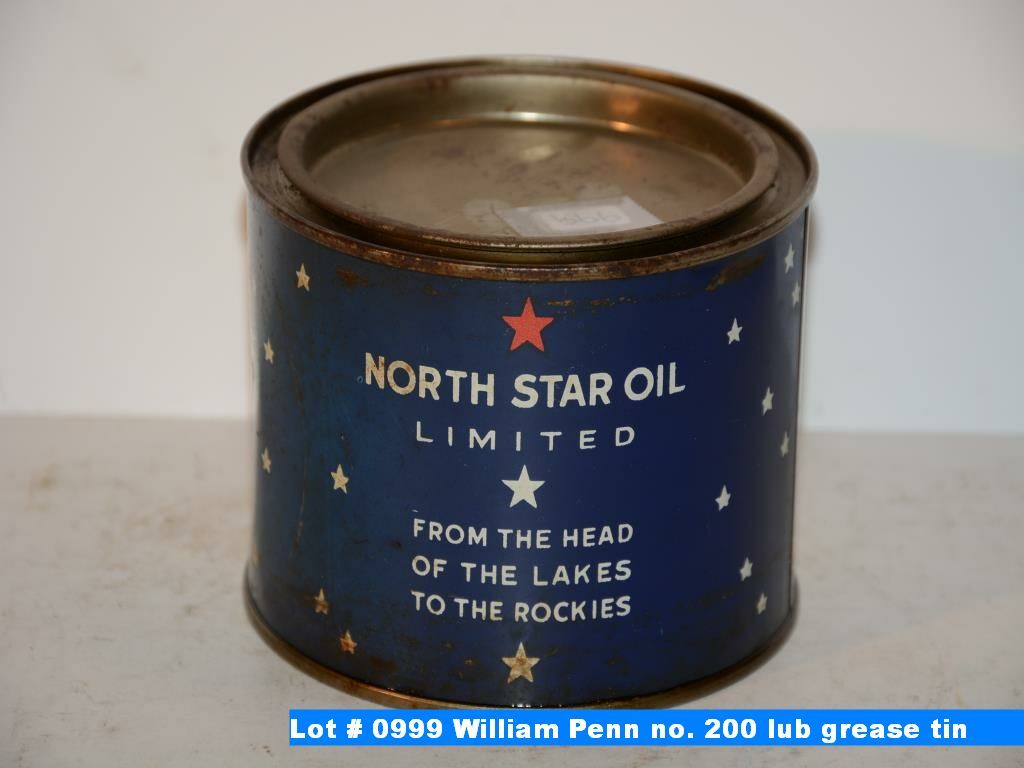 999
NORTH STAR OIL
LIMITED
FROM THE HEAD
OF THE LAKES
TO THE ROCKIES
Lot # 0999 William Penn no. 200 lub grease tin